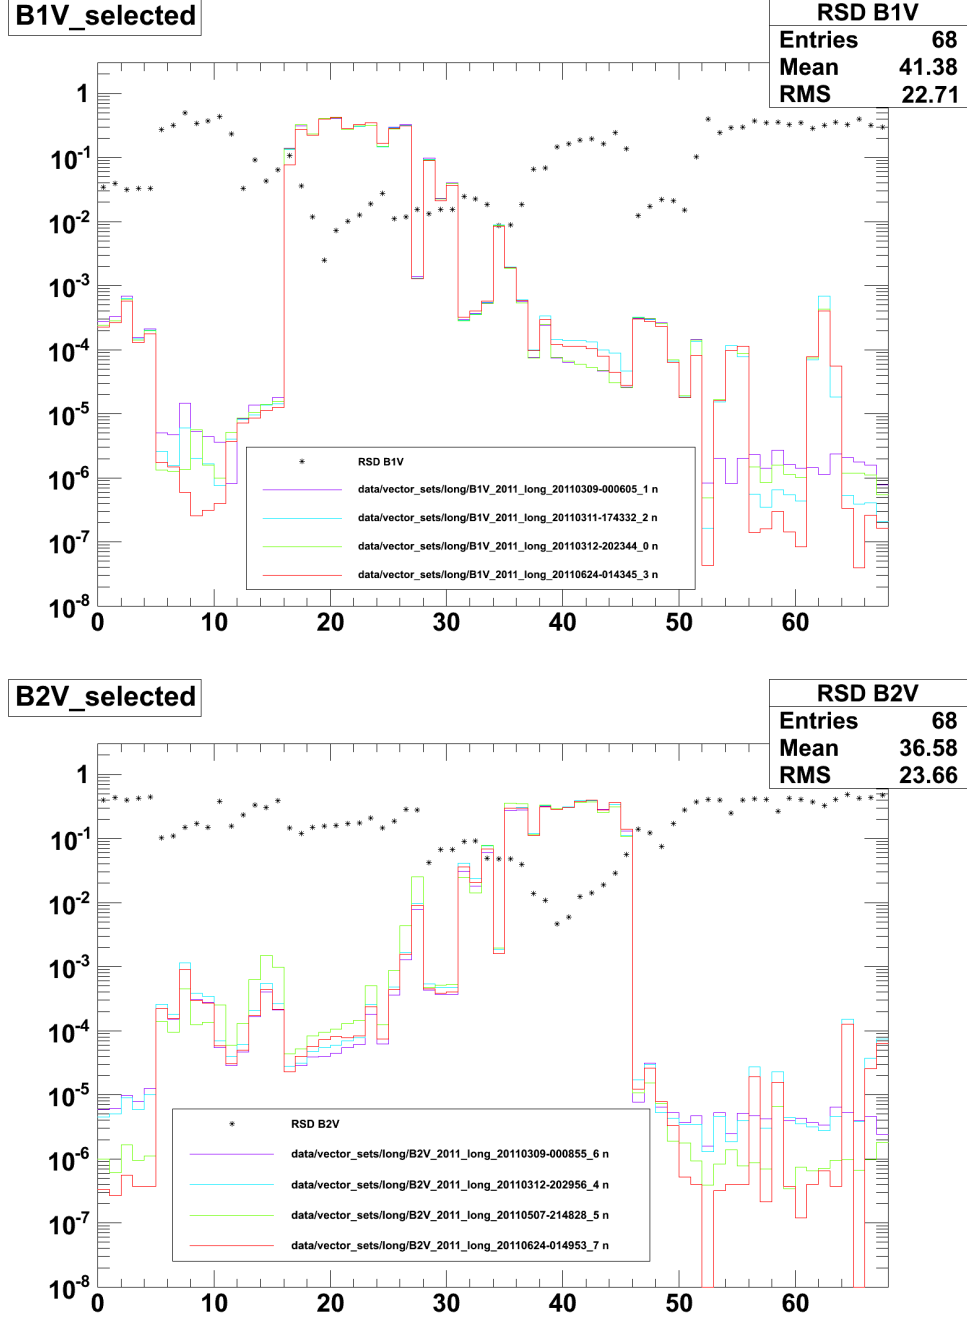 B1V_selected
RSD B1V
Entries 68
Mean 41.38
RMS 22.71
1
10-1
10-2
10-3
10-4
10-5
10-6
10-7
10-8
RSD B1V
data/vector_sets/long/B1V_2011_long_20110309-000605_1 n
data/vector_sets/long/B1V_2011_long_20110311-174332_2 n
data/vector_sets/long/B1V_2011_long_20110312-202344_0 n
data/vector_sets/long/B1V_2011_long_20110624-014345_3 n
0 10 20 30 40 50 60
B2V_selected
RSD B2V
Entries 68
Mean 36.58
RMS 23.66
1
10-1
10-2
10-3
10-4
10-5
10-6
10-7
10-8
RSD B2V
data/vector_sets/long/B2V_2011_long_20110309-000855_6 n
data/vector_sets/long/B2V_2011_long_20110312-202956_4 n
data/vector_sets/long/B2V_2011_long_20110507-214828_5 n
data/vector_sets/long/B2V_2011_long_20110624-014953_7 n
0 10 20 30 40 50 60